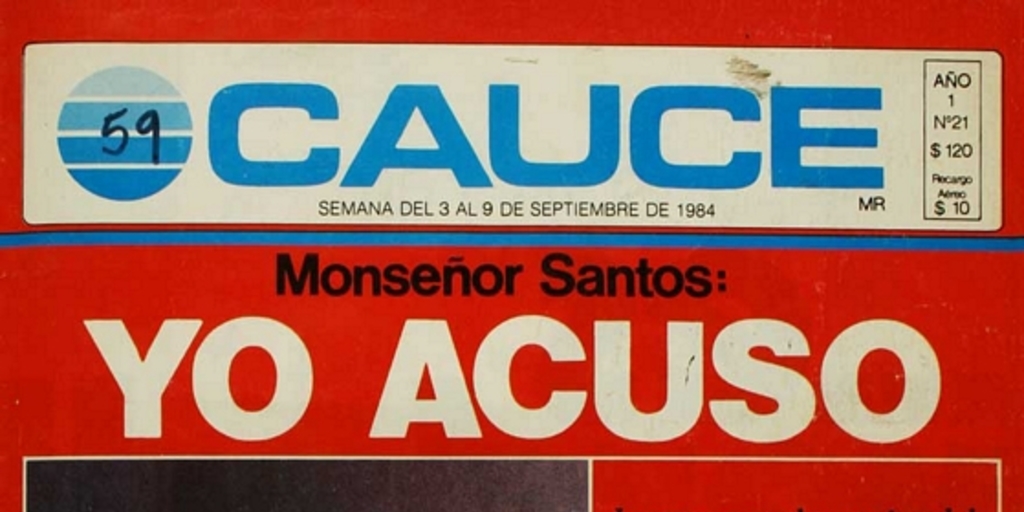 59
CAUCE
AÑO
1
Nº21
$ 120
Recargo
Aéreo
$ 10
SEMANA DEL 3 AL 9 DE SEPTIEMBRE DE 1984
MR
Monseñor Santos:
YO ACUSO